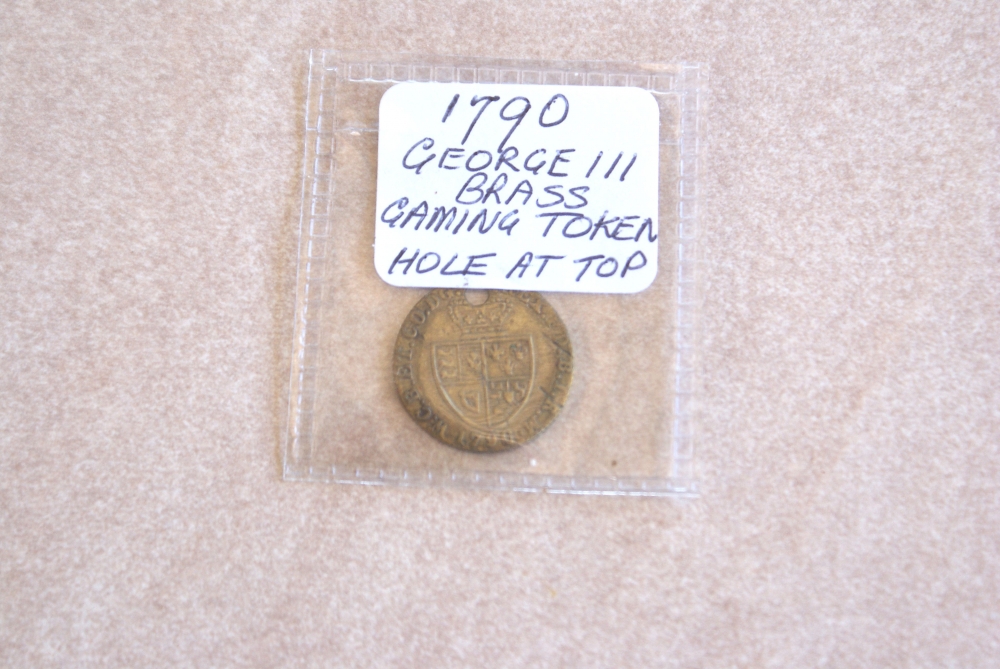 1790
GEORGE III
BRASS
GAMING TOKEN
HOLE AT TOP